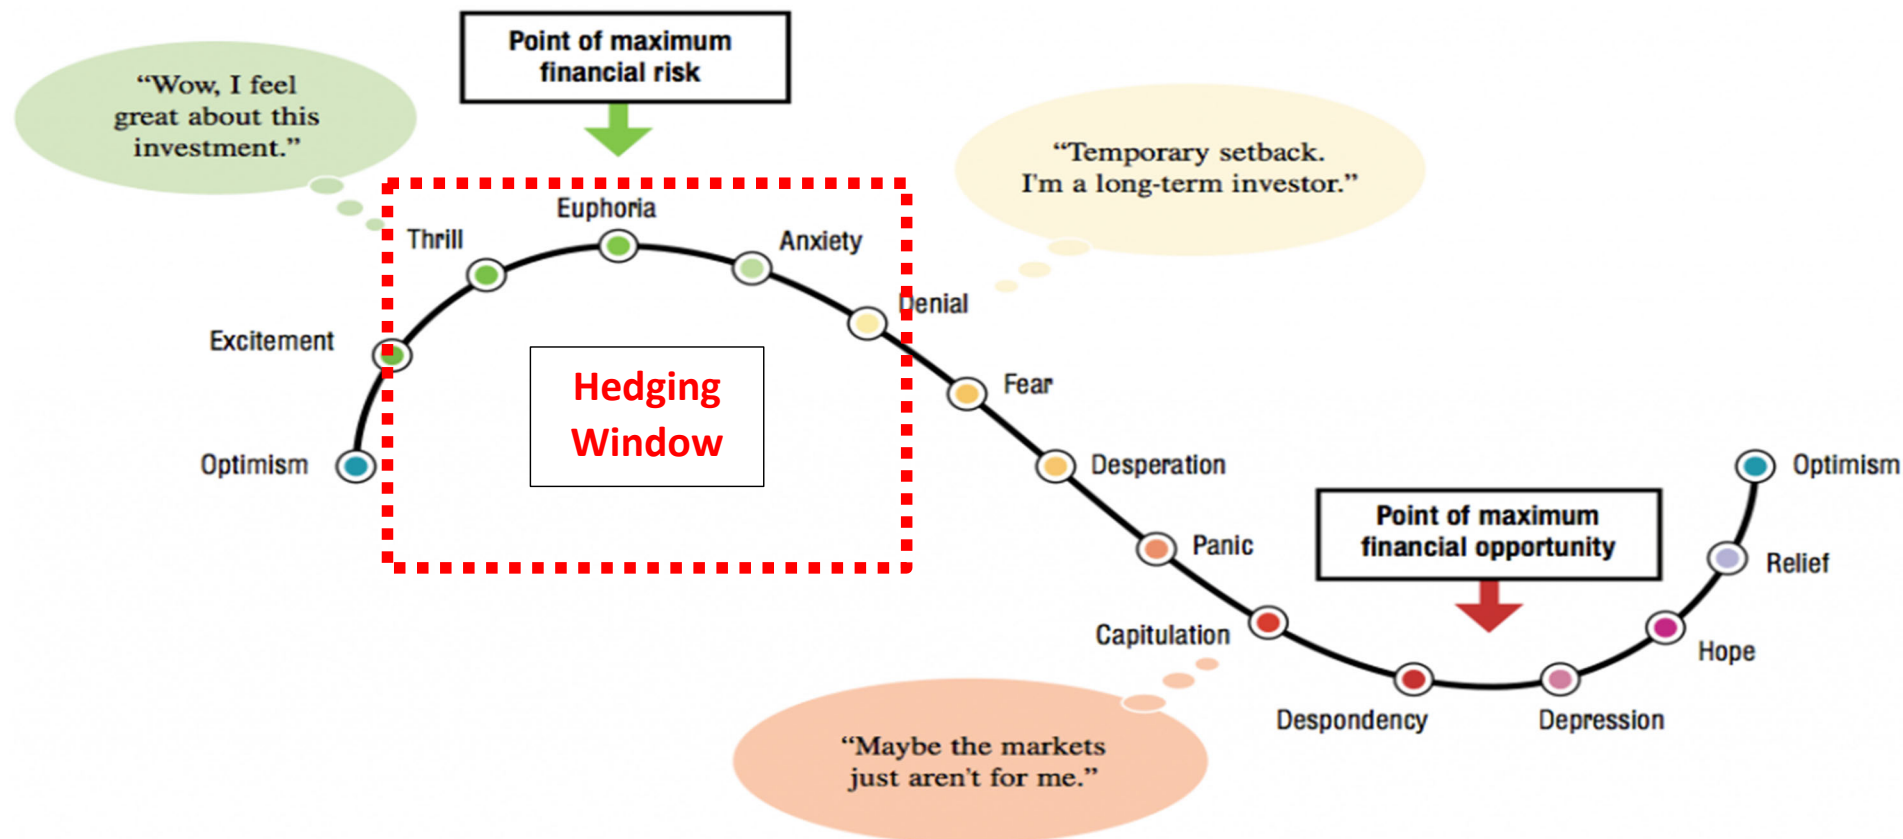 Point of maximum
financial risk
“Wow, I feel
great about this
investment.”
“Temporary setback.
I'm a long-term investor.”
Euphoria
Thrill
Anxiety
Denial
Excitement
Hedging
Window
Fear
Optimism
Desperation
Optimism
Point of maximum
financial opportunity
Panic
Relief
Capitulation
Hope
Despondency
Depression
“Maybe the markets
just aren't for me.”